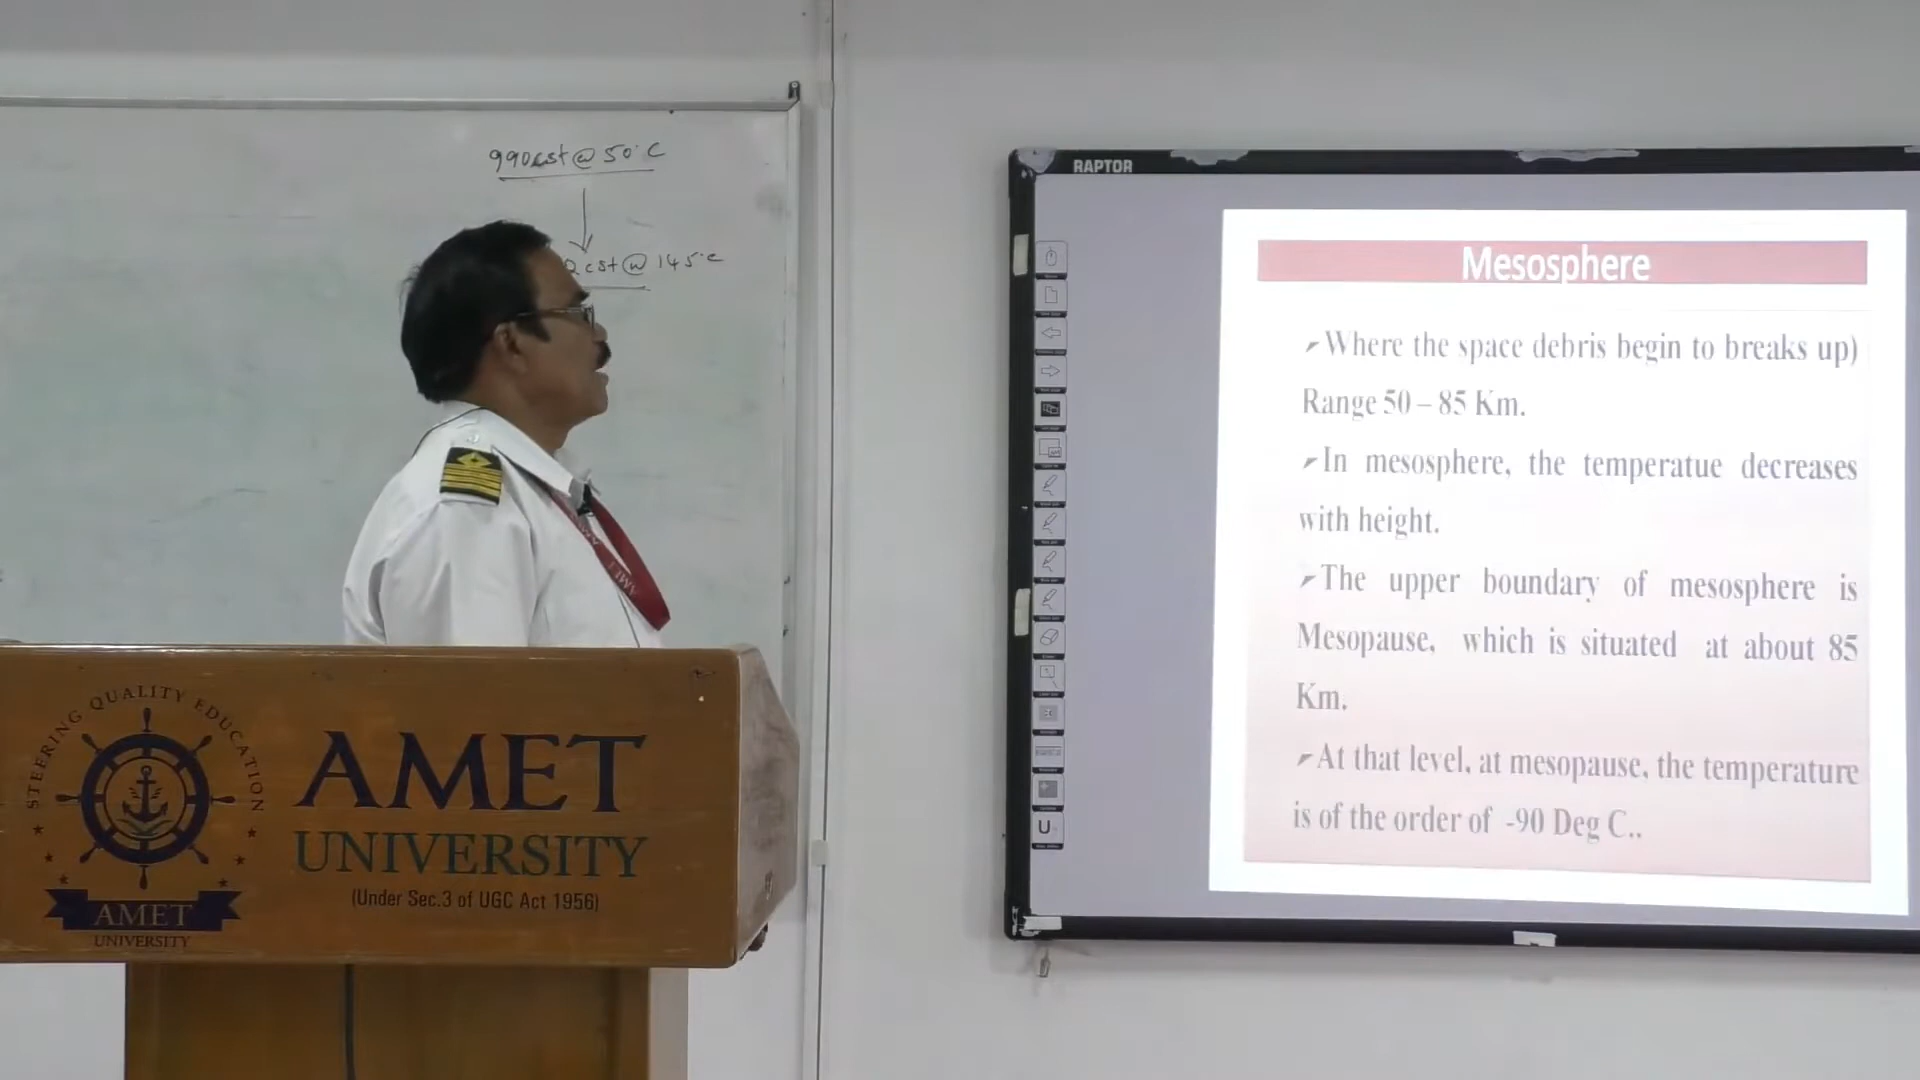 990cst @ 50°C
cst @ 145°C
RAPTOR
Mesosphere
Where the space debris begin to breaks up)
Range 50 – 85 Km.
In mesosphere, the temperatue decreases
with height.
The upper boundary of mesosphere is
Mesopause, which is situated at about 85
Km.
At that level, at mesopause, the temperature
is of the order of -90 Deg C..
AMET
STEERING QUALITY EDUCATION
AMET
UNIVERSITY
AMET
UNIVERSITY
(Under Sec.3 of UGC Act 1956)